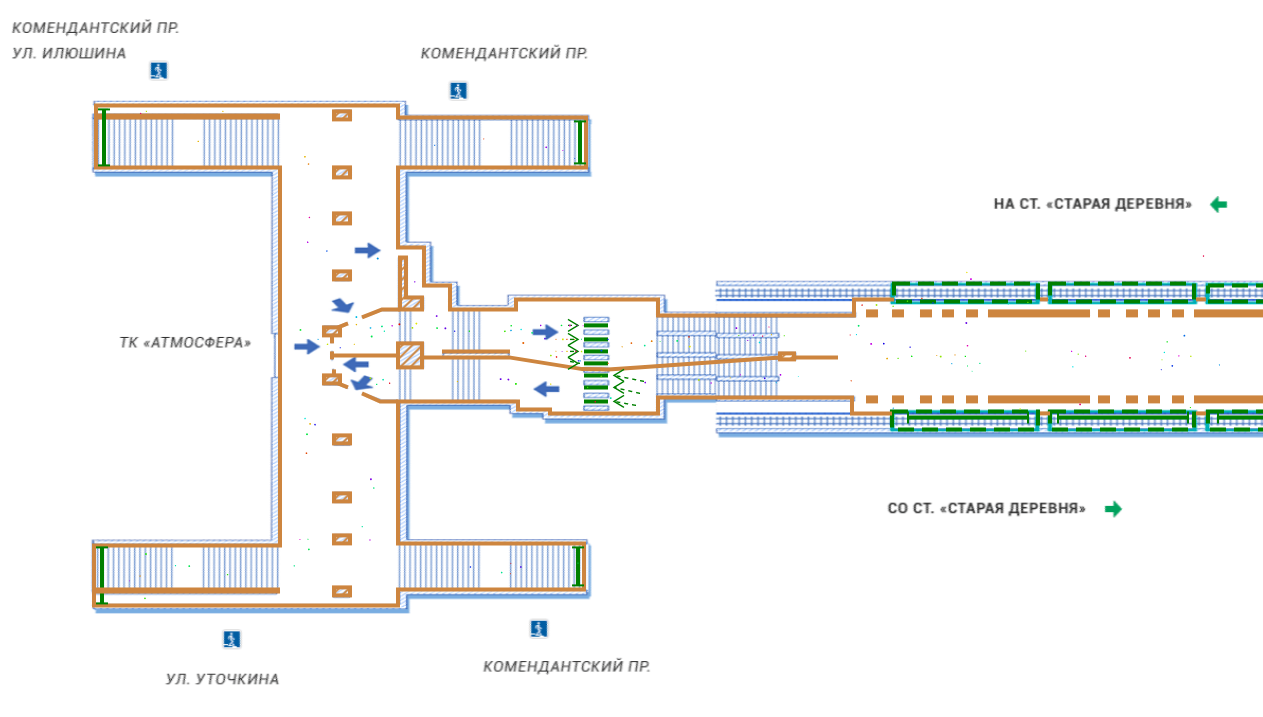 КОМЕНДАНТСКИЙ ПР.
УЛ. ИЛЮШИНА
КОМЕНДАНТСКИЙ ПР.
НА СТ. «СТАРАЯ ДЕРЕВНЯ»
ТК «АТМОСФЕРА»
СО СТ. «СТАРАЯ ДЕРЕВНЯ»
КОМЕНДАНТСКИЙ ПР.
УЛ. УТОЧКИНА